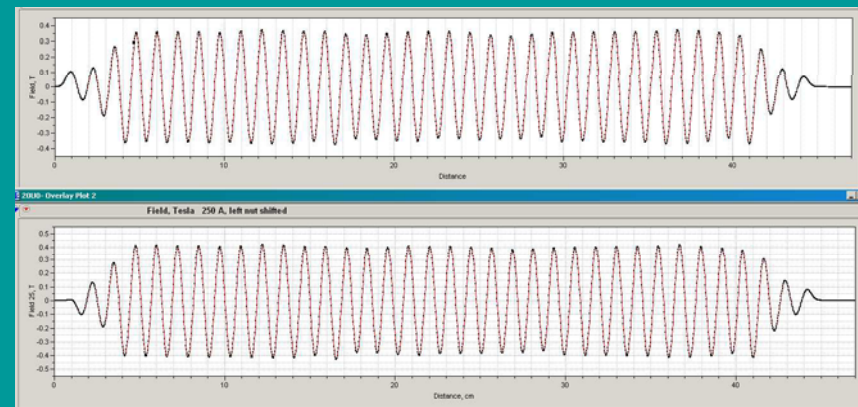 0.4
0.3
0.2
0.1
0
-0.1
-0.2
-0.3
-0.4
Field, T
0 10 20 30 40
Distance
20U0- Overlay Plot 2
Field, Tesla 250 A, left nut shifted
0.5
0.4
0.3
0.2
0.1
0
-0.1
-0.2
-0.3
-0.4
-0.5
Field 25, T
0 10 20 30 40
Distance, cm